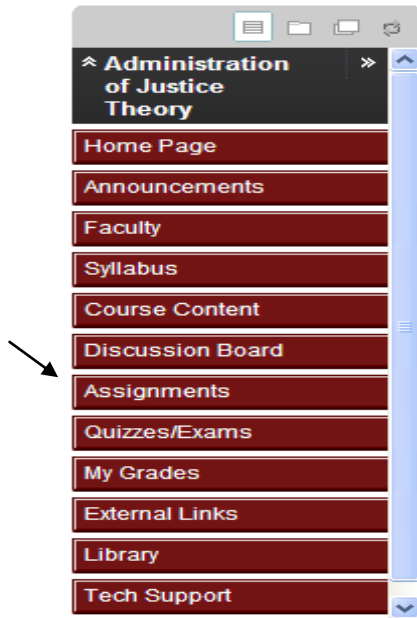 Administration
of Justice
Theory
Home Page
Announcements
Faculty
Syllabus
Course Content
Discussion Board
Assignments
Quizzes/Exams
My Grades
External Links
Library
Tech Support